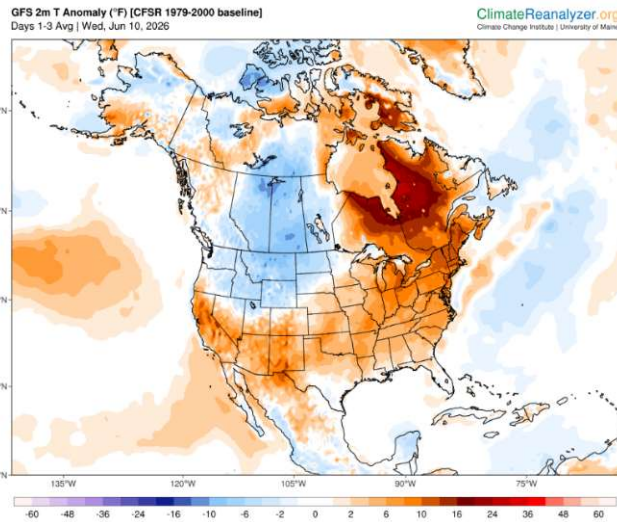 GFS 2m T Anomaly (°F) [CFSR 1979-2000 baseline]
Days 1-3 Avg | Wed, Jun 10, 2026
ClimateReanalyzer.org
Climate Change Institute | University of Maine
135°W 120°W 105°W 90°W 75°W
-60 -48 -36 -24 -16 -10 -6 -2 0 2 6 10 16 24 36 48 60